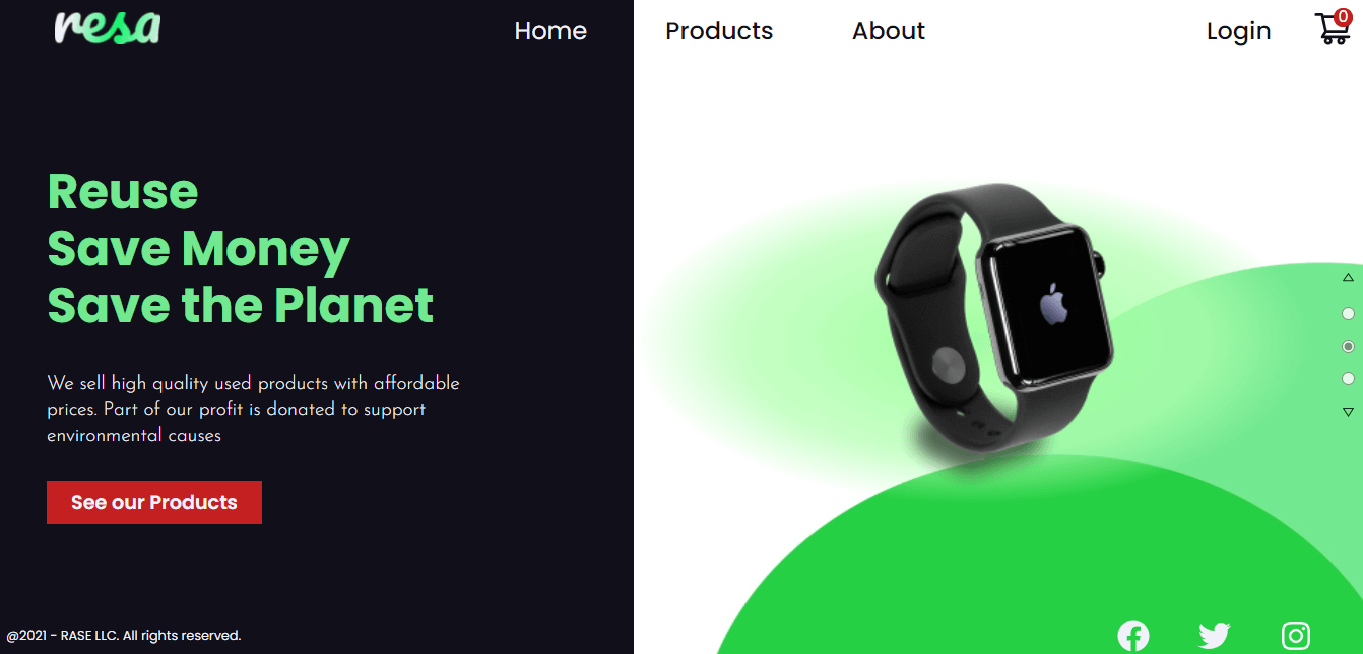 resa
Home
Products
About
Login
0
Reuse
Save Money
Save the Planet
We sell high quality used products with affordable
prices. Part of our profit is donated to support
environmental causes
See our Products
@2021 - RASE LLC. All rights reserved.